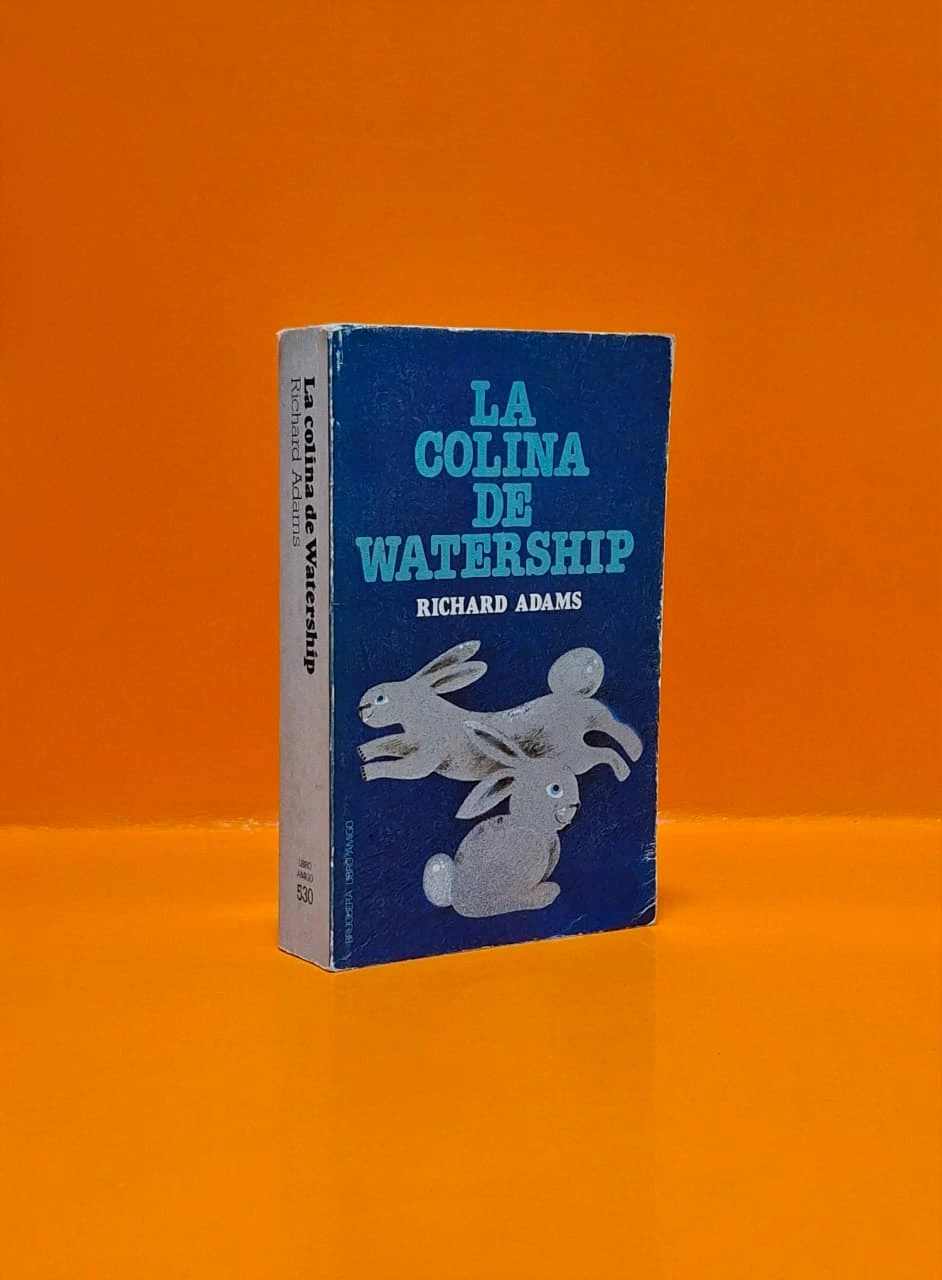 LA
COLINA
DE
WATERSHIP
RICHARD ADAMS
BRUGUERA LIBRO AMIGO
La colina de Watership
Richard Adams
LIBRO
AMIGO
530